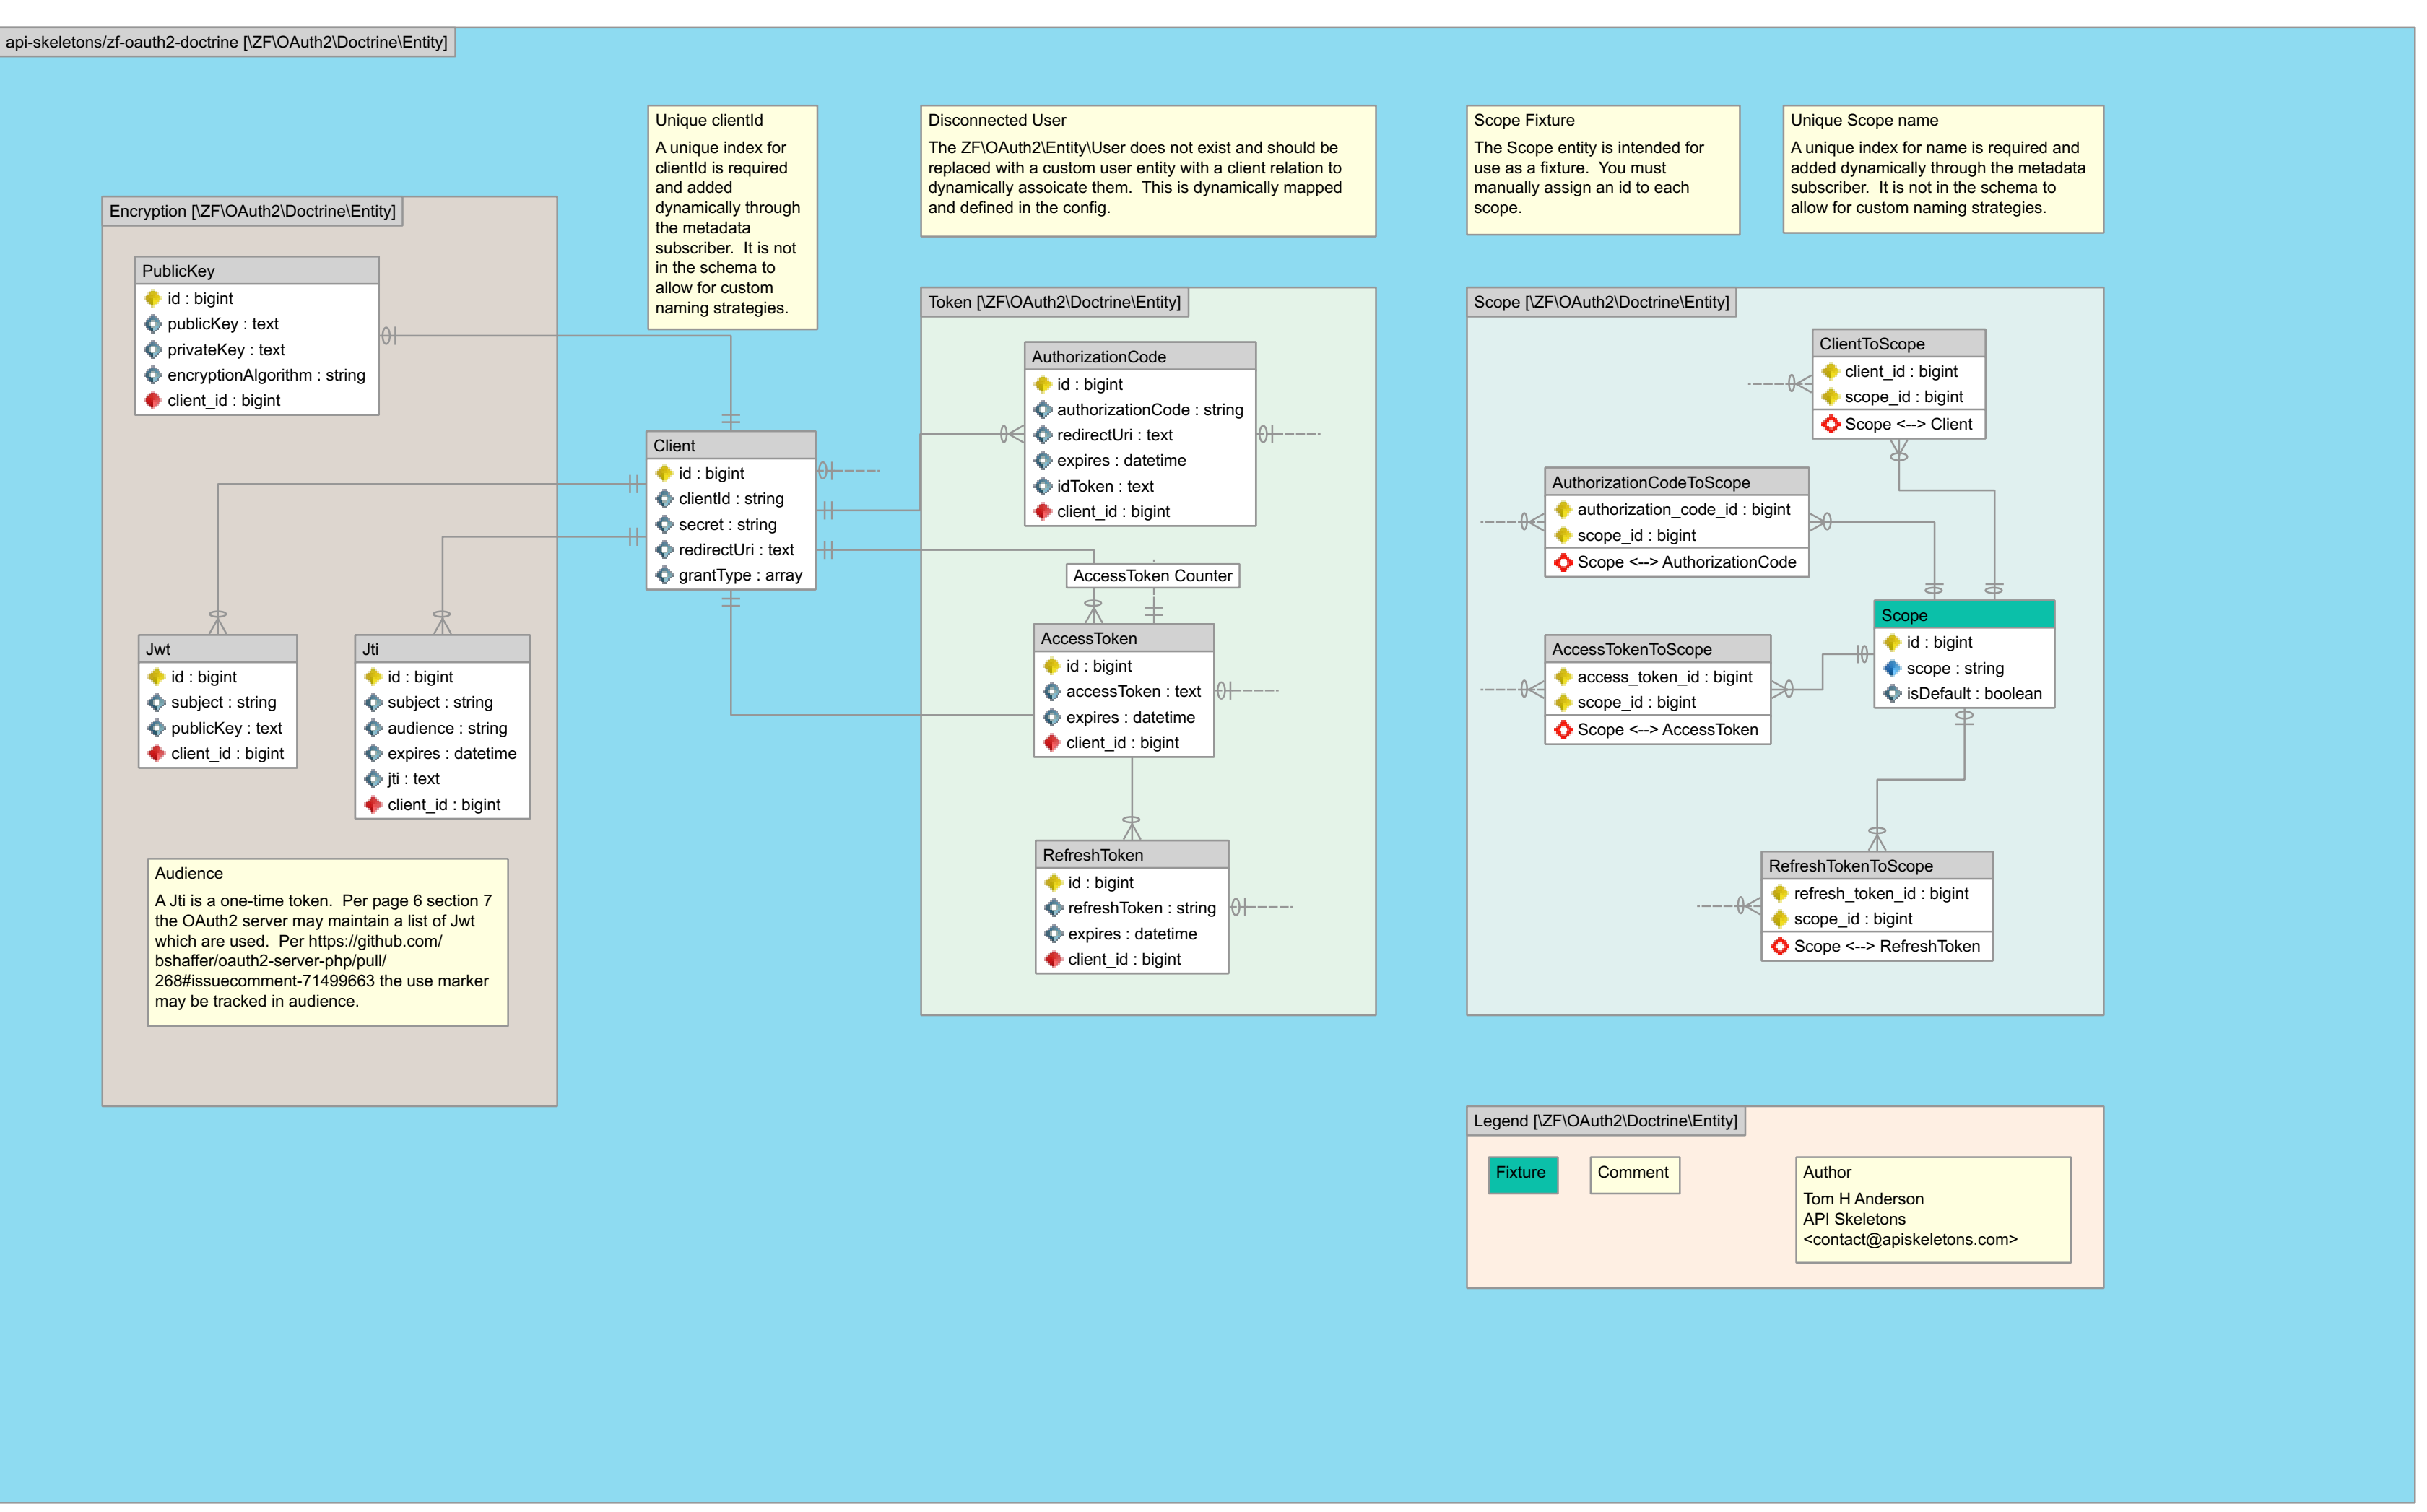 api-skeletons/zf-oauth2-doctrine [\ZF\OAuth2\Doctrine\Entity]
Unique clientId
A unique index for
clientId is required
and added
dynamically through
the metadata
subscriber.  It is not
in the schema to
allow for custom
naming strategies.
Disconnected User
The ZF\OAuth2\Entity\User does not exist and should be
replaced with a custom user entity with a client relation to
dynamically assoicate them.  This is dynamically mapped
and defined in the config.
Scope Fixture
The Scope entity is intended for
use as a fixture.  You must
manually assign an id to each
scope.
Unique Scope name
A unique index for name is required and
added dynamically through the metadata
subscriber.  It is not in the schema to
allow for custom naming strategies.
Encryption [\ZF\OAuth2\Doctrine\Entity]
PublicKey
id : bigint
publicKey : text
privateKey : text
encryptionAlgorithm : string
client_id : bigint
Jwt
id : bigint
subject : string
publicKey : text
client_id : bigint
Jti
id : bigint
subject : string
audience : string
expires : datetime
jti : text
client_id : bigint
Audience
A Jti is a one-time token.  Per page 6 section 7
the OAuth2 server may maintain a list of Jwt
which are used.  Per https://github.com/
bshaffer/oauth2-server-php/pull/
268#issuecomment-71499663 the use marker
may be tracked in audience.
Client
id : bigint
clientId : string
secret : string
redirectUri : text
grantType : array
Token [\ZF\OAuth2\Doctrine\Entity]
AuthorizationCode
id : bigint
authorizationCode : string
redirectUri : text
expires : datetime
idToken : text
client_id : bigint
AccessToken Counter
AccessToken
id : bigint
accessToken : text
expires : datetime
client_id : bigint
RefreshToken
id : bigint
refreshToken : string
expires : datetime
client_id : bigint
Scope [\ZF\OAuth2\Doctrine\Entity]
ClientToScope
client_id : bigint
scope_id : bigint
Scope <--> Client
AuthorizationCodeToScope
authorization_code_id : bigint
scope_id : bigint
Scope <--> AuthorizationCode
Scope
id : bigint
scope : string
isDefault : boolean
AccessTokenToScope
access_token_id : bigint
scope_id : bigint
Scope <--> AccessToken
RefreshTokenToScope
refresh_token_id : bigint
scope_id : bigint
Scope <--> RefreshToken
Legend [\ZF\OAuth2\Doctrine\Entity]
Fixture
Comment
Author
Tom H Anderson
API Skeletons
<contact@apiskeletons.com>